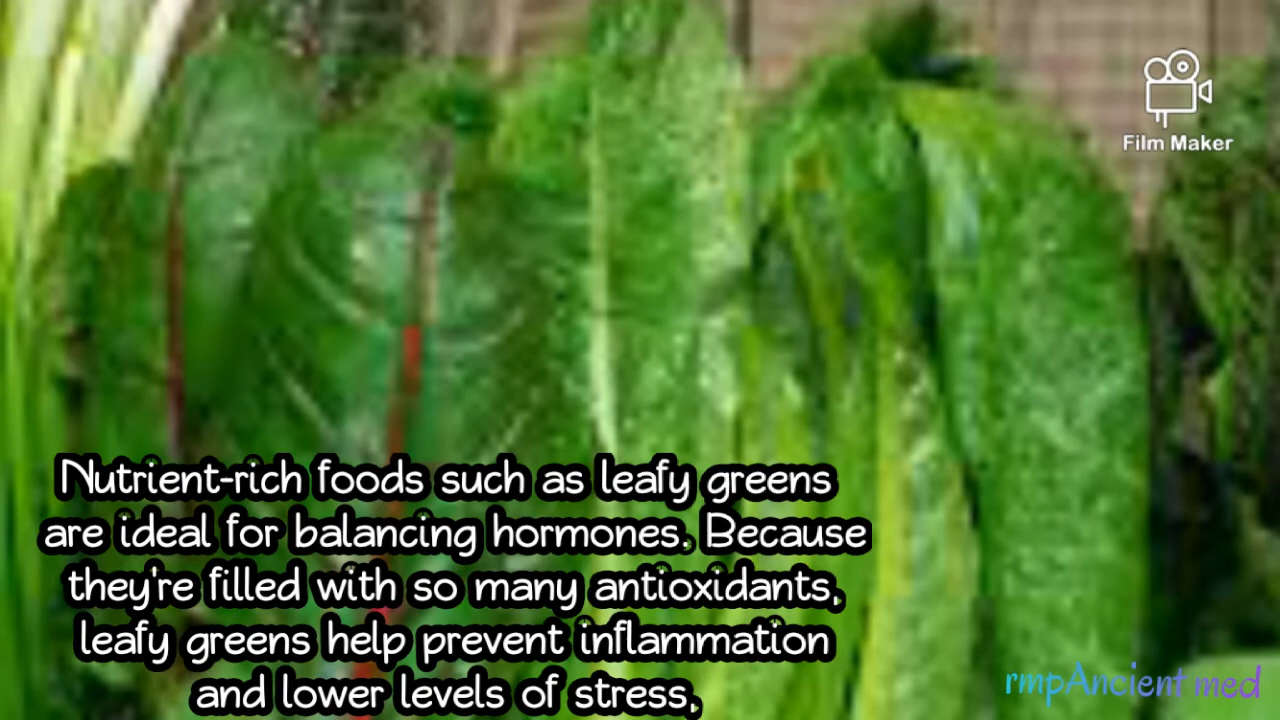 Film Maker
Nutrient-rich foods such as leafy greens
are ideal for balancing hormones. Because
they're filled with so many antioxidants,
leafy greens help prevent inflammation
and lower levels of stress,
rmpAncient med